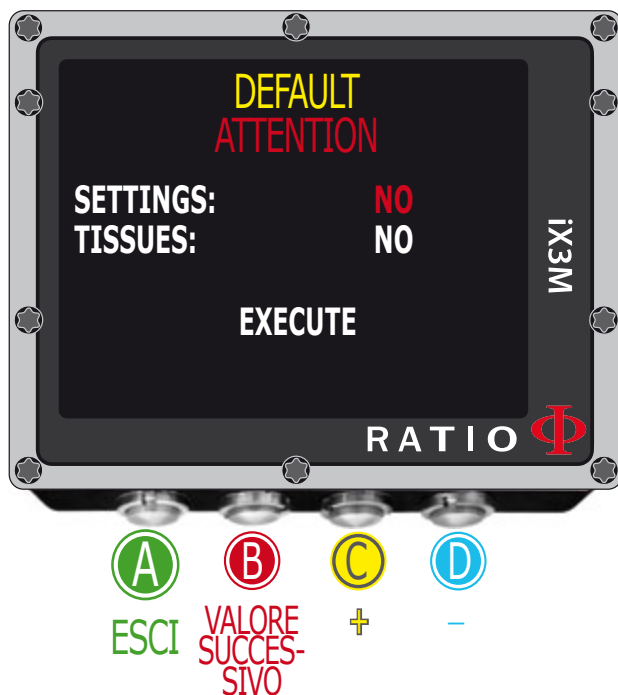 DEFAULT
ATTENTION
SETTINGS: NO
TISSUES: NO
EXECUTE
iX3M
RATIO Φ
A B C D
ESCI VALORE SUCCES- SIVO + −